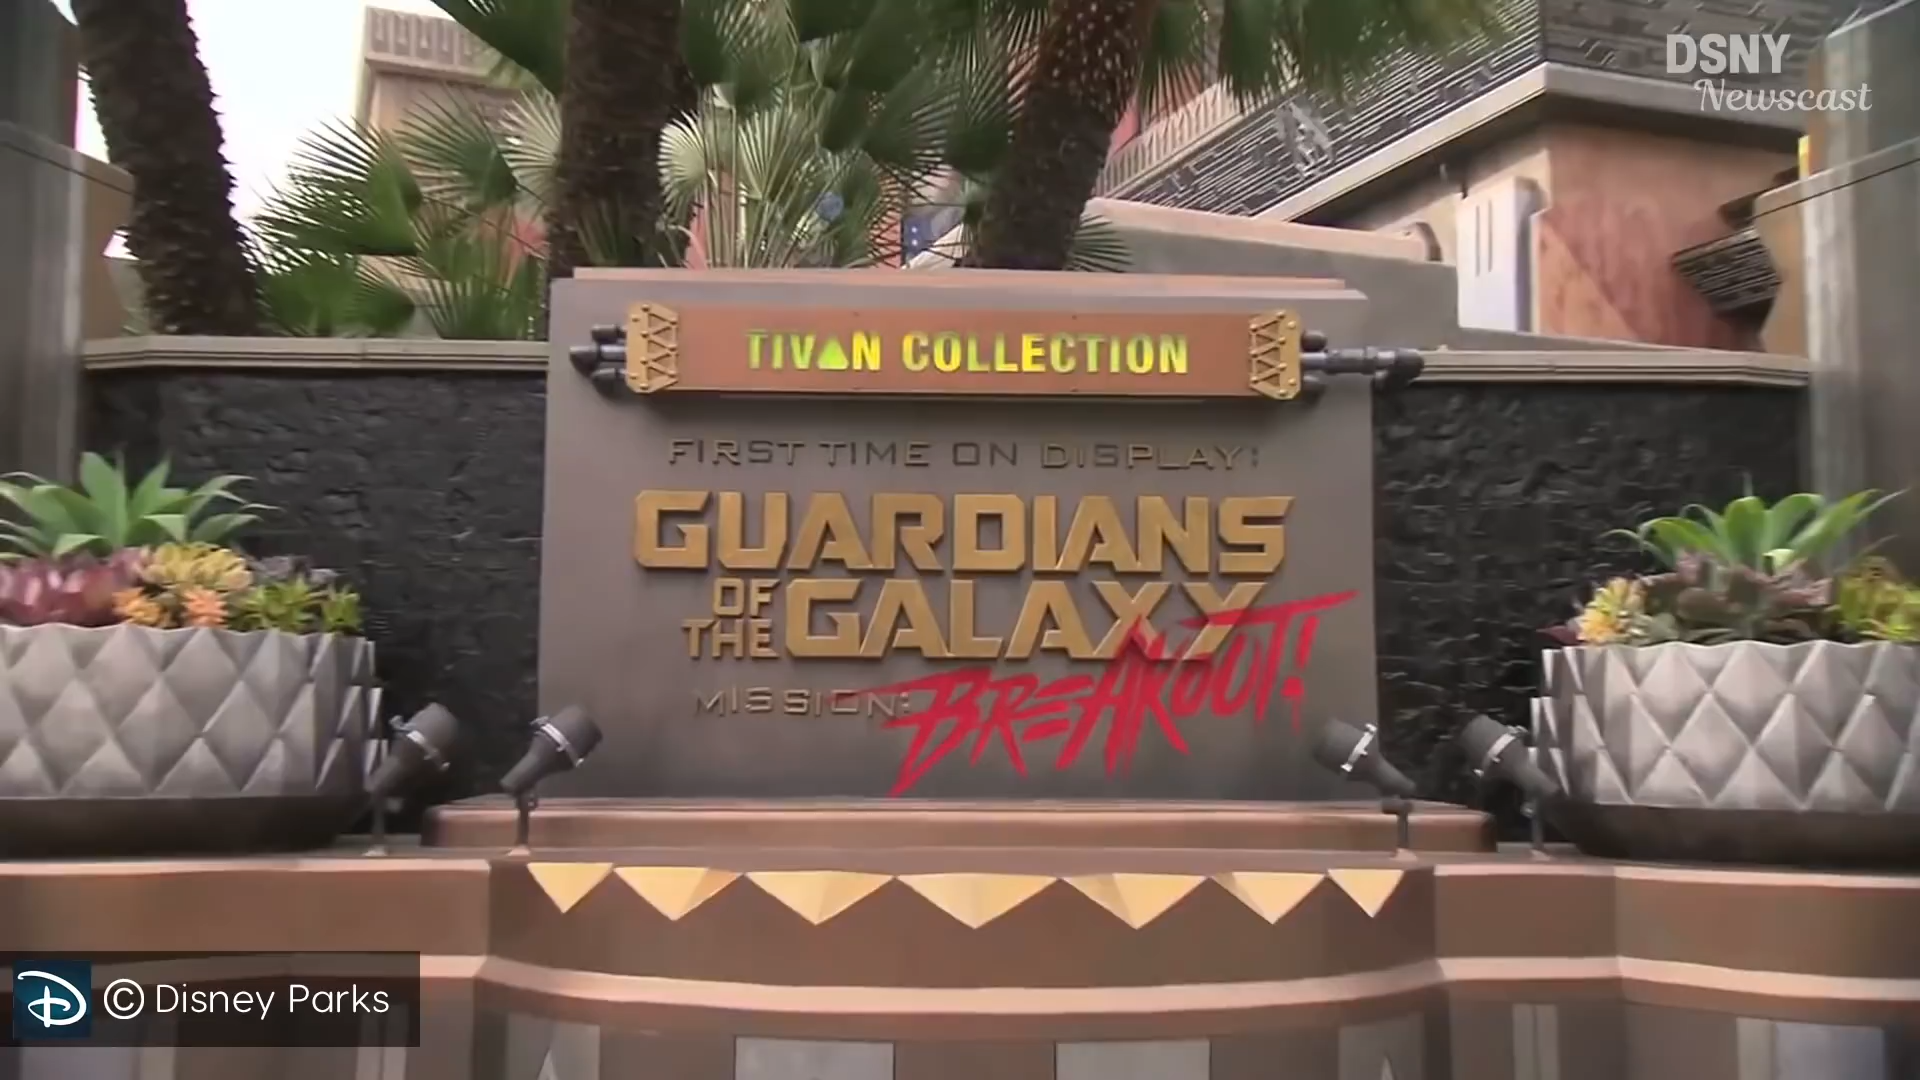 DSNY
Newscast
TIVAN COLLECTION
FIRST TIME ON DISPLAY:
GUARDIANS
OF THE GALAXY
MISSION: BREAKOUT!
© Disney Parks